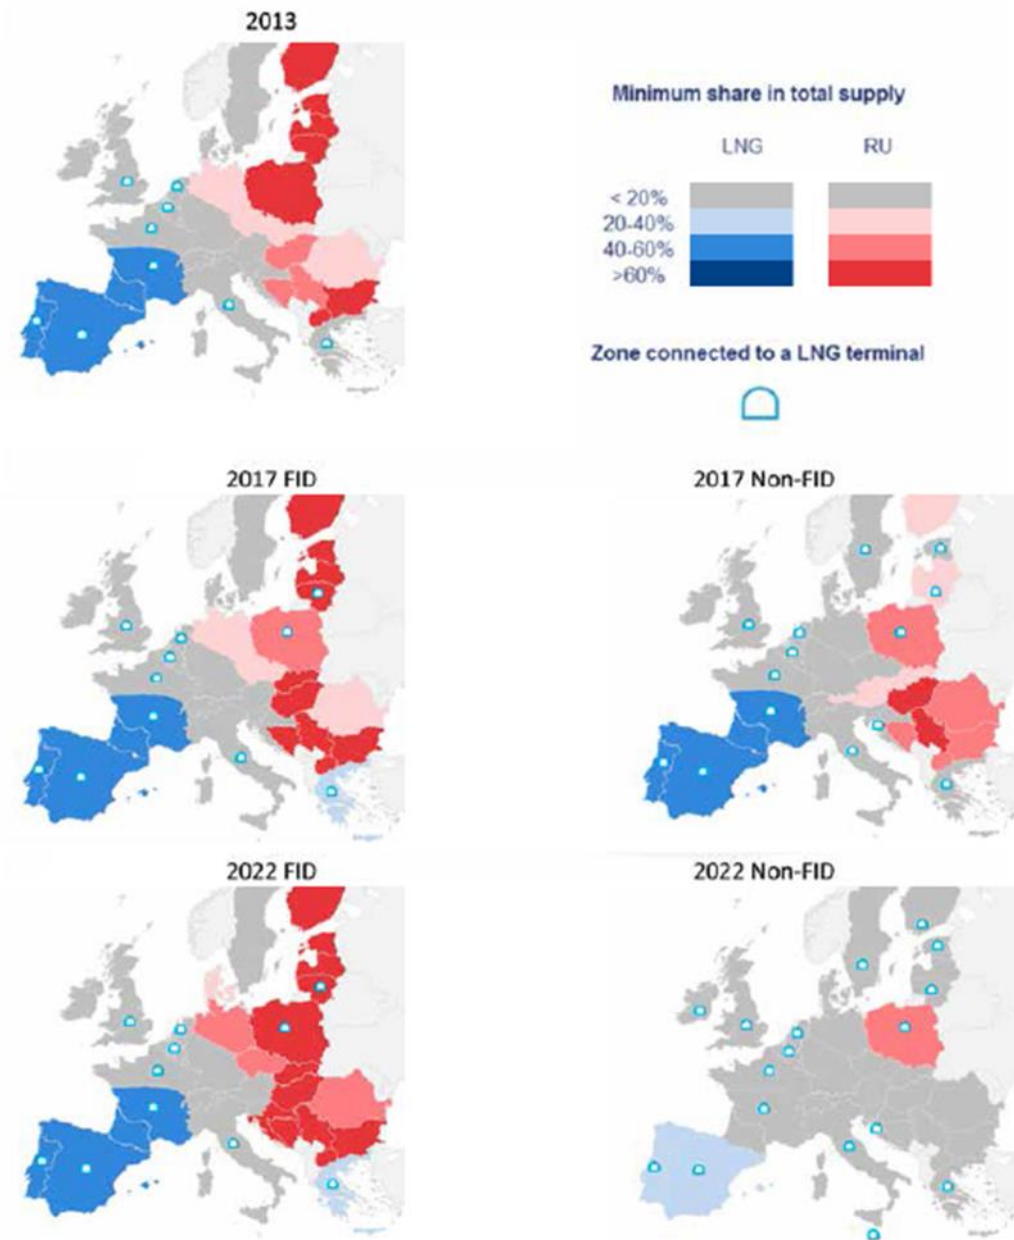 2013
Minimum share in total supply
LNG RU
< 20%
20-40%
40-60%
>60%
Zone connected to a LNG terminal
2017 FID
2017 Non-FID
2022 FID
2022 Non-FID